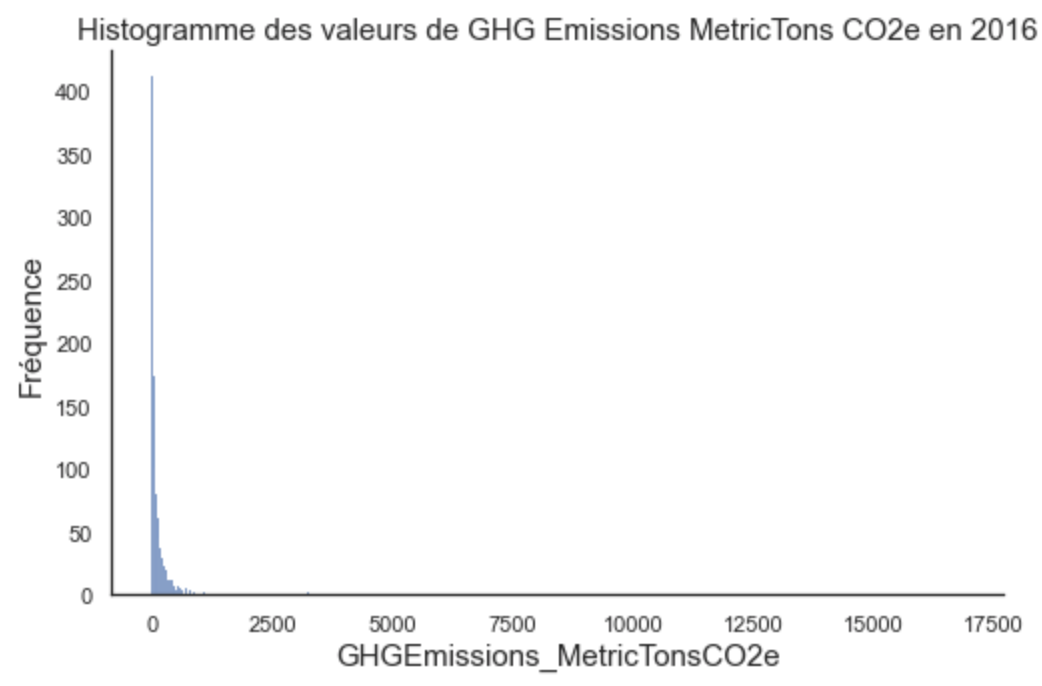 Histogramme des valeurs de GHG Emissions MetricTons CO2e en 2016
400
350
300
250
200
150
100
50
0
Fréquence
0 2500 5000 7500 10000 12500 15000 17500
GHGEmissions_MetricTonsCO2e